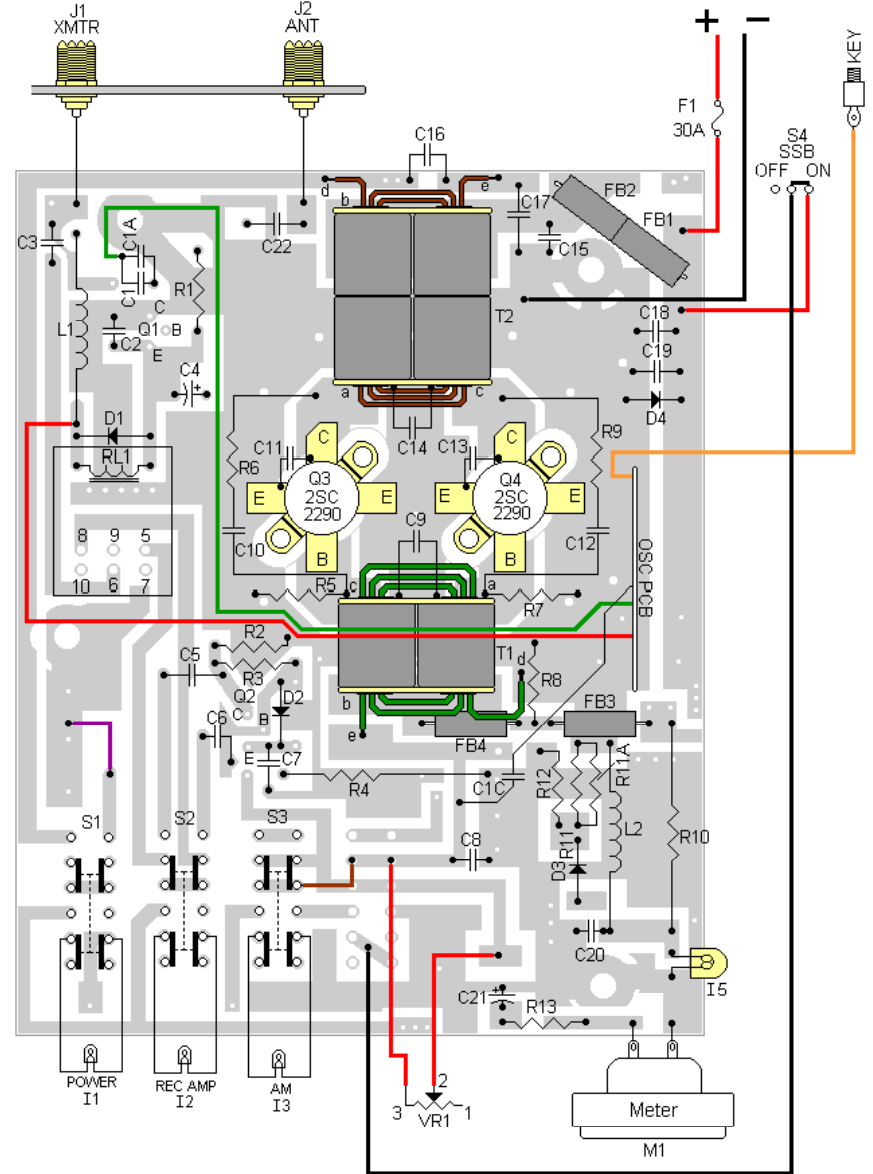 J1
XMTR
J2
ANT
+ -
KEY
F1
30A
S4
SSB
OFF ON
C16
d e
b
FB2
FB1
C17
C15
C3
C1A
C1
C22
R1
C
Q1 B
E
L1
C2
T2
C18
C19
C4
+
D4
a c
D1
RL1
C14
C11
C
C13
C
R9
R6
Q3
2SC
2290
E E
B
Q4
2SC
2290
E E
B
C10
C9
C12
8 9 5
10 6 7
OSC PCB
R5
c a
R7
R2
R3
T1
d
R8
C5
Q2
C
B
E
D2
b
e
C6
C7
FB4
FB3
R4
C1C
R12
R11A
R11
L2
R10
S1
S2
S3
C8
D3
C20
C21
+
R13
I5
POWER
I1
REC AMP
I2
AM
I3
2
3 1
VR1
Meter
M1